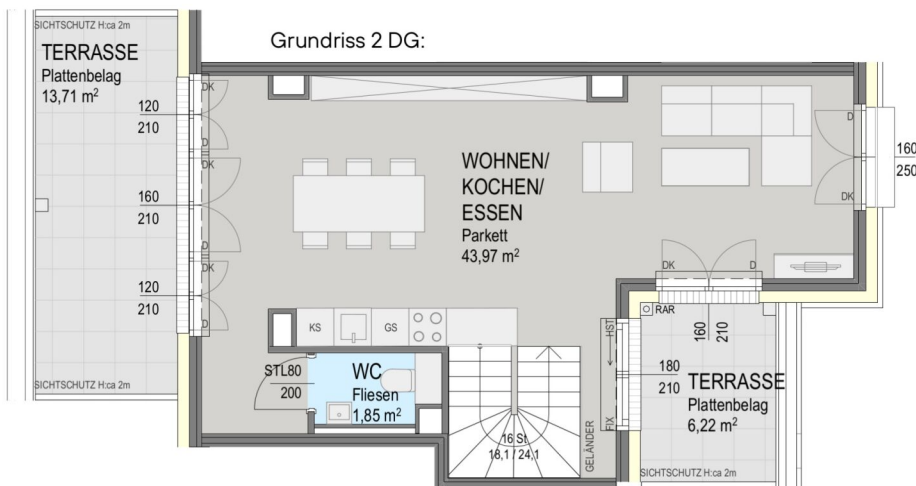 Grundriss 2 DG:
SICHTSCHUTZ H:ca 2m
TERRASSE
Plattenbelag
13,71 m²
120
210
160
210
120
210
SICHTSCHUTZ H:ca 2m
DK
D
DK
D
DK
D
WOHNEN/
KOCHEN/
ESSEN
Parkett
43,97 m²
D
DK
160
250
DK
D
KS
GS
STL80
200
WC
Fliesen
1,85 m²
16 St
18,1 / 24,1
GELÄNDER
HST
FIX
RAR
160
210
180
210
TERRASSE
Plattenbelag
6,22 m²
SICHTSCHUTZ H:ca 2m